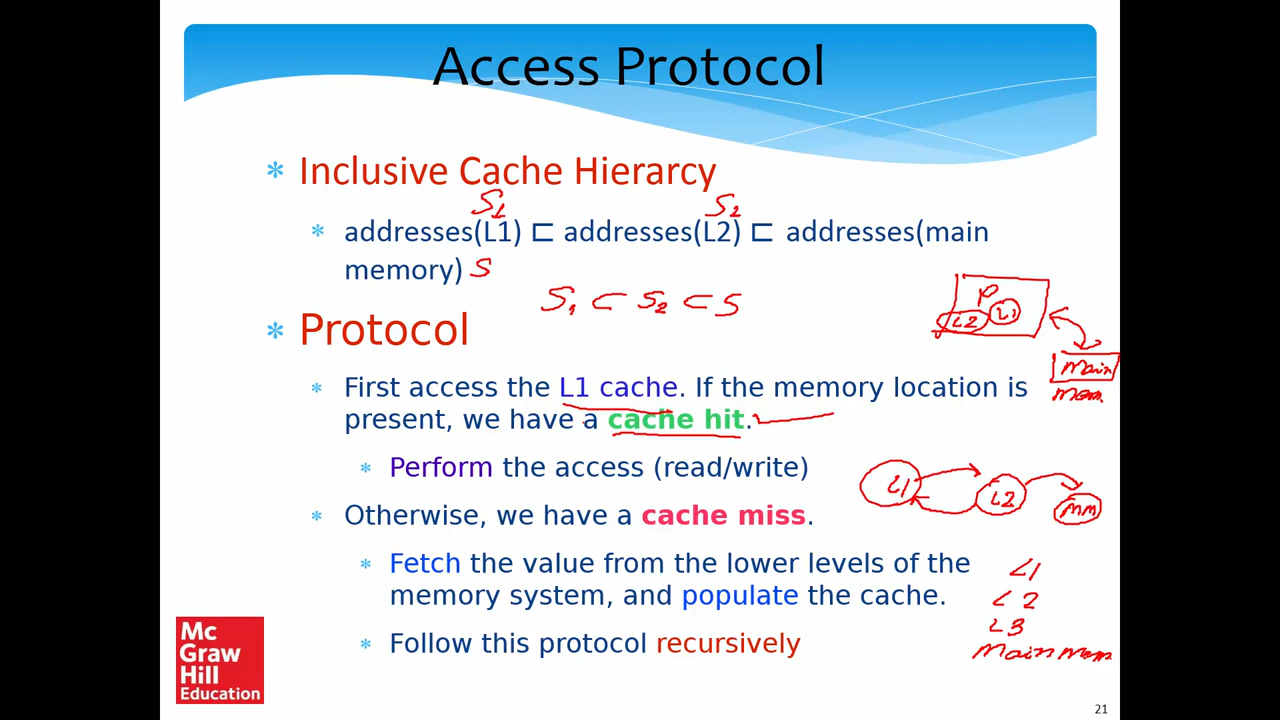 Access Protocol
* Inclusive Cache Hierarcy
S1 S2
* addresses(L1) ⊏ addresses(L2) ⊏ addresses(main
memory) S
S1 ⊂ S2 ⊂ S
P
L2 L1
Main
Mem
* Protocol
* First access the L1 cache. If the memory location is
present, we have a cache hit.
* Perform the access (read/write)
L1 L2 MM
* Otherwise, we have a cache miss.
* Fetch the value from the lower levels of the
memory system, and populate the cache.
* Follow this protocol recursively
L1
L2
L3
Main Mem
Mc
Graw
Hill
Education
21